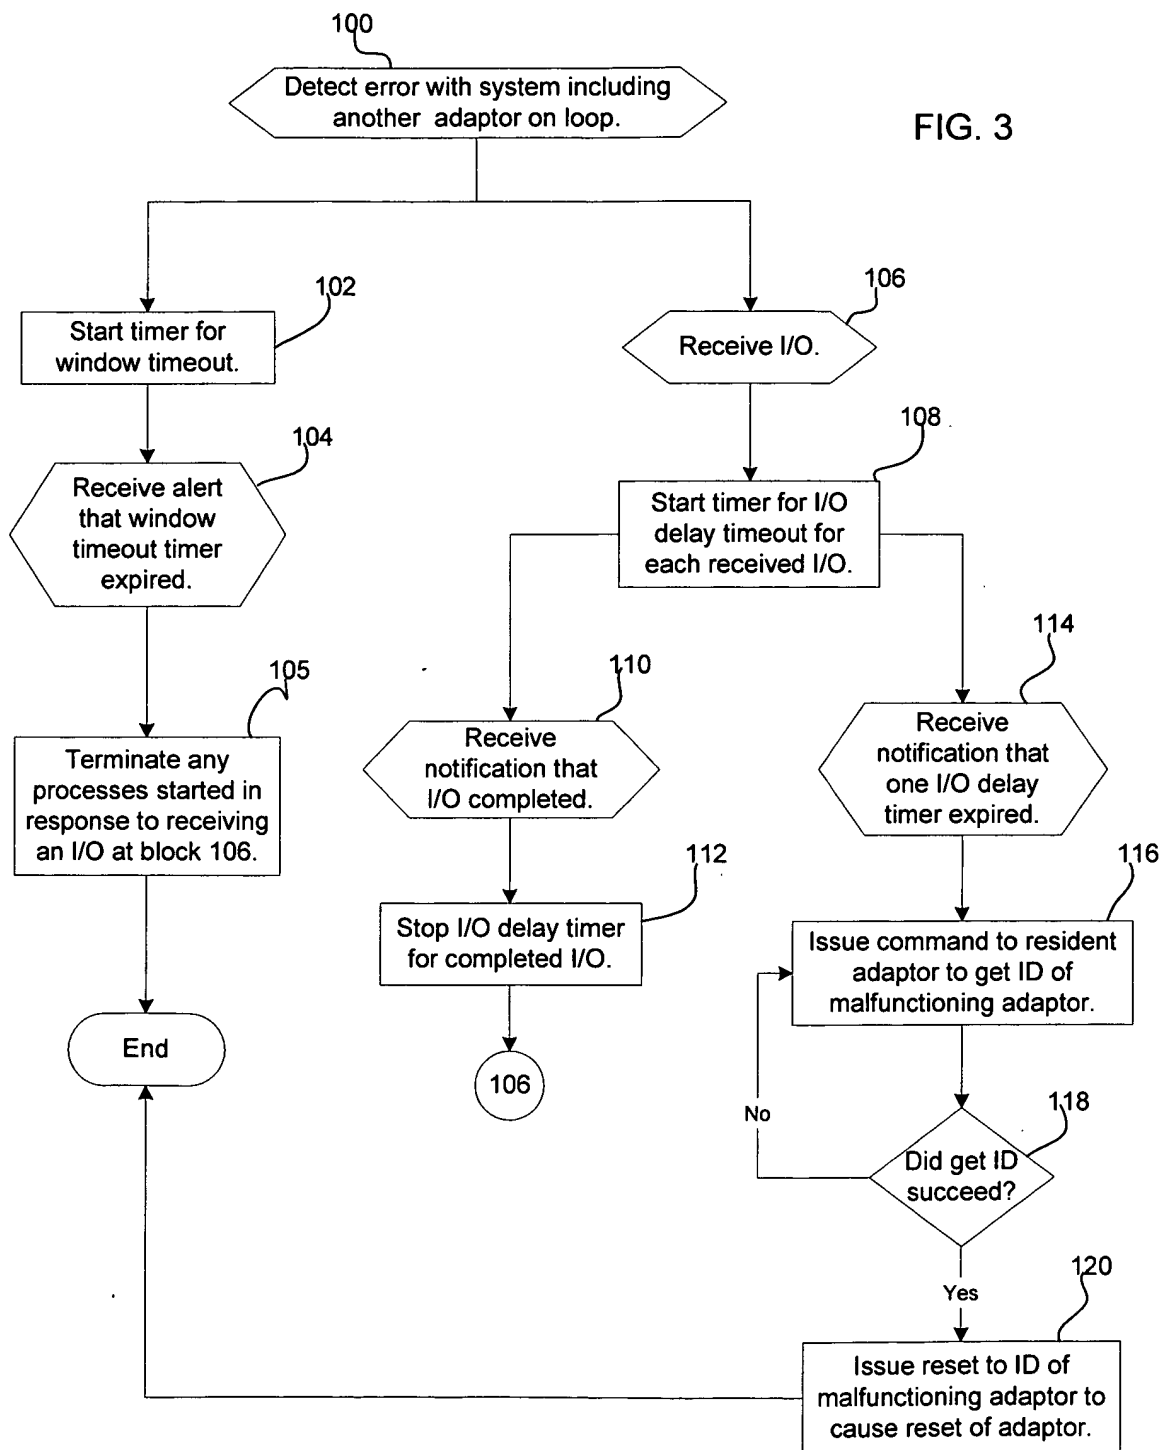 100
Detect error with system including
another adaptor on loop.
FIG. 3
102
Start timer for
window timeout.
106
Receive I/O.
104
Receive alert
that window
timeout timer
expired.
108
Start timer for I/O
delay timeout for
each received I/O.
105
Terminate any
processes started in
response to receiving
an I/O at block 106.
110
Receive
notification that
I/O completed.
114
Receive
notification that
one I/O delay
timer expired.
112
Stop I/O delay timer
for completed I/O.
116
Issue command to resident
adaptor to get ID of
malfunctioning adaptor.
End
106
No
118
Did get ID
succeed?
Yes
120
Issue reset to ID of
malfunctioning adaptor to
cause reset of adaptor.